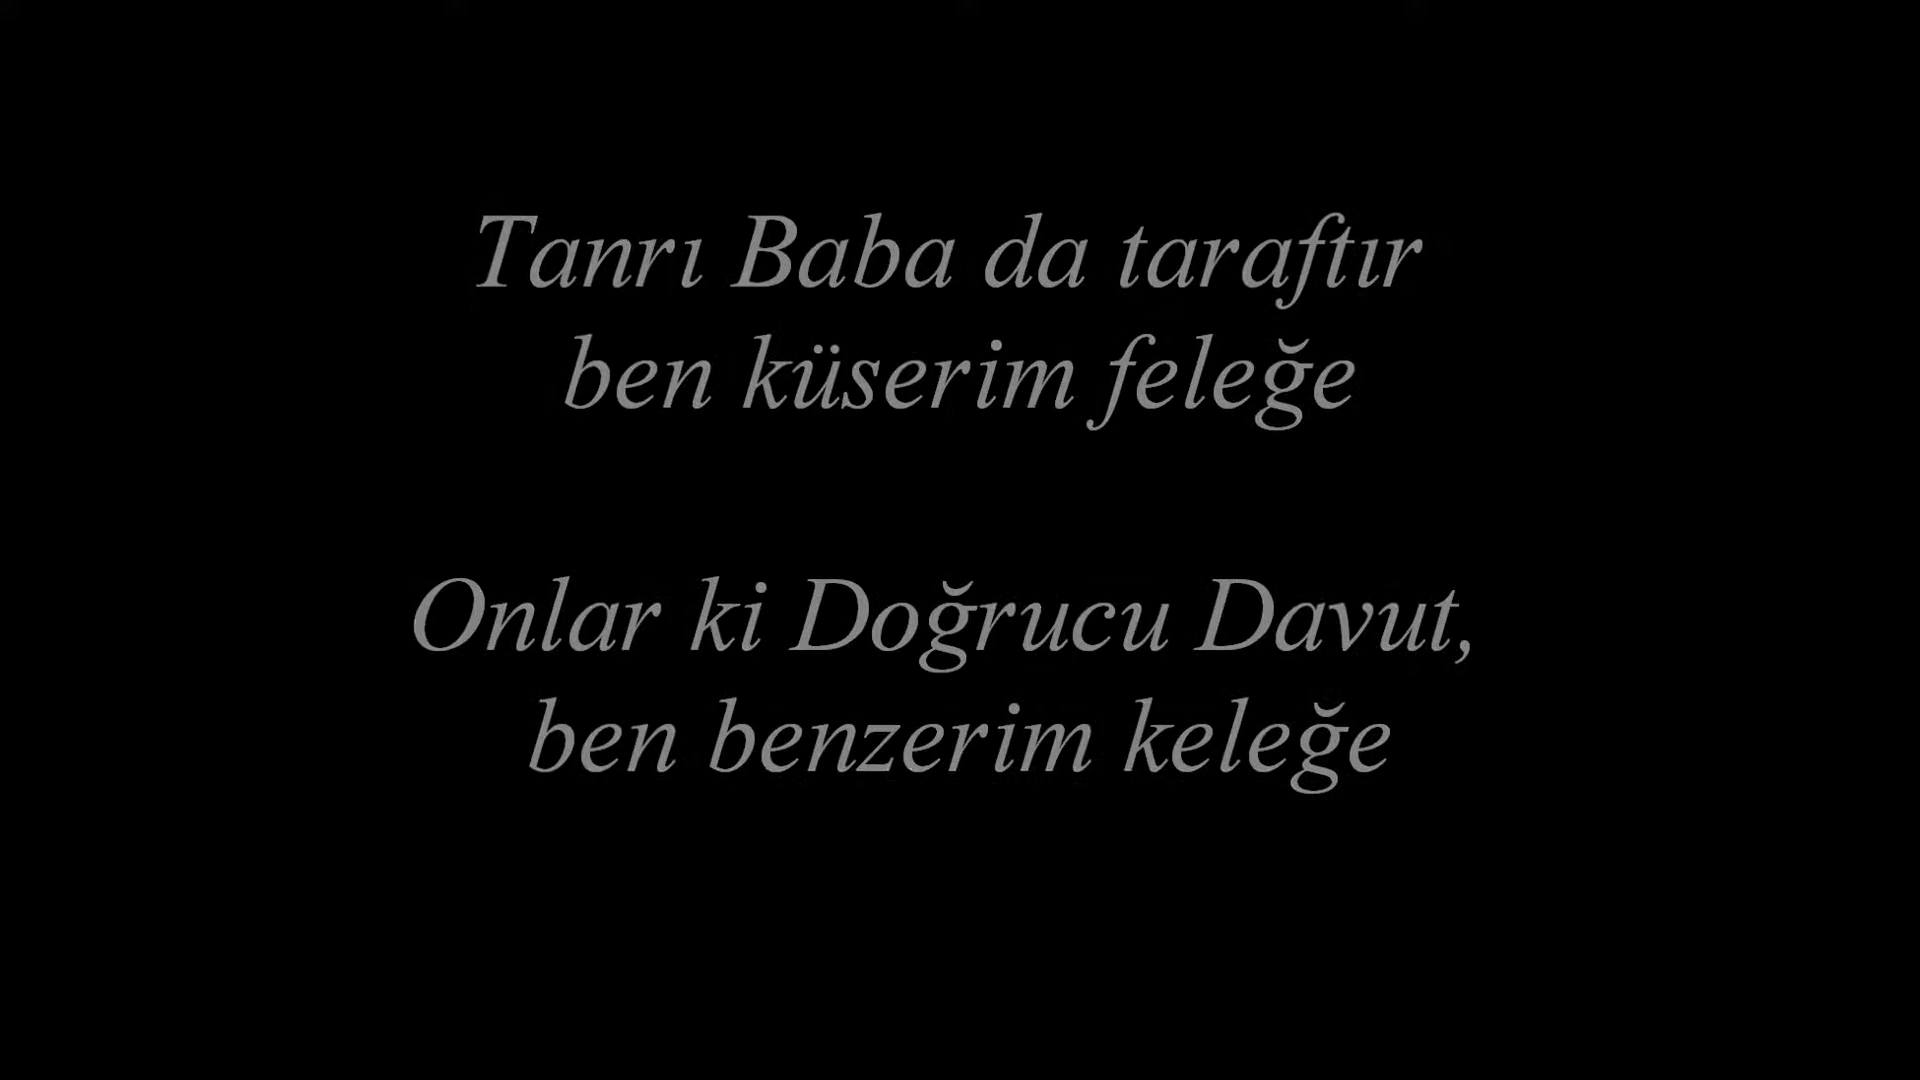 Tanrı Baba da taraftır
ben küserim feleğe
Onlar ki Doğrucu Davut,
ben benzerim keleğe